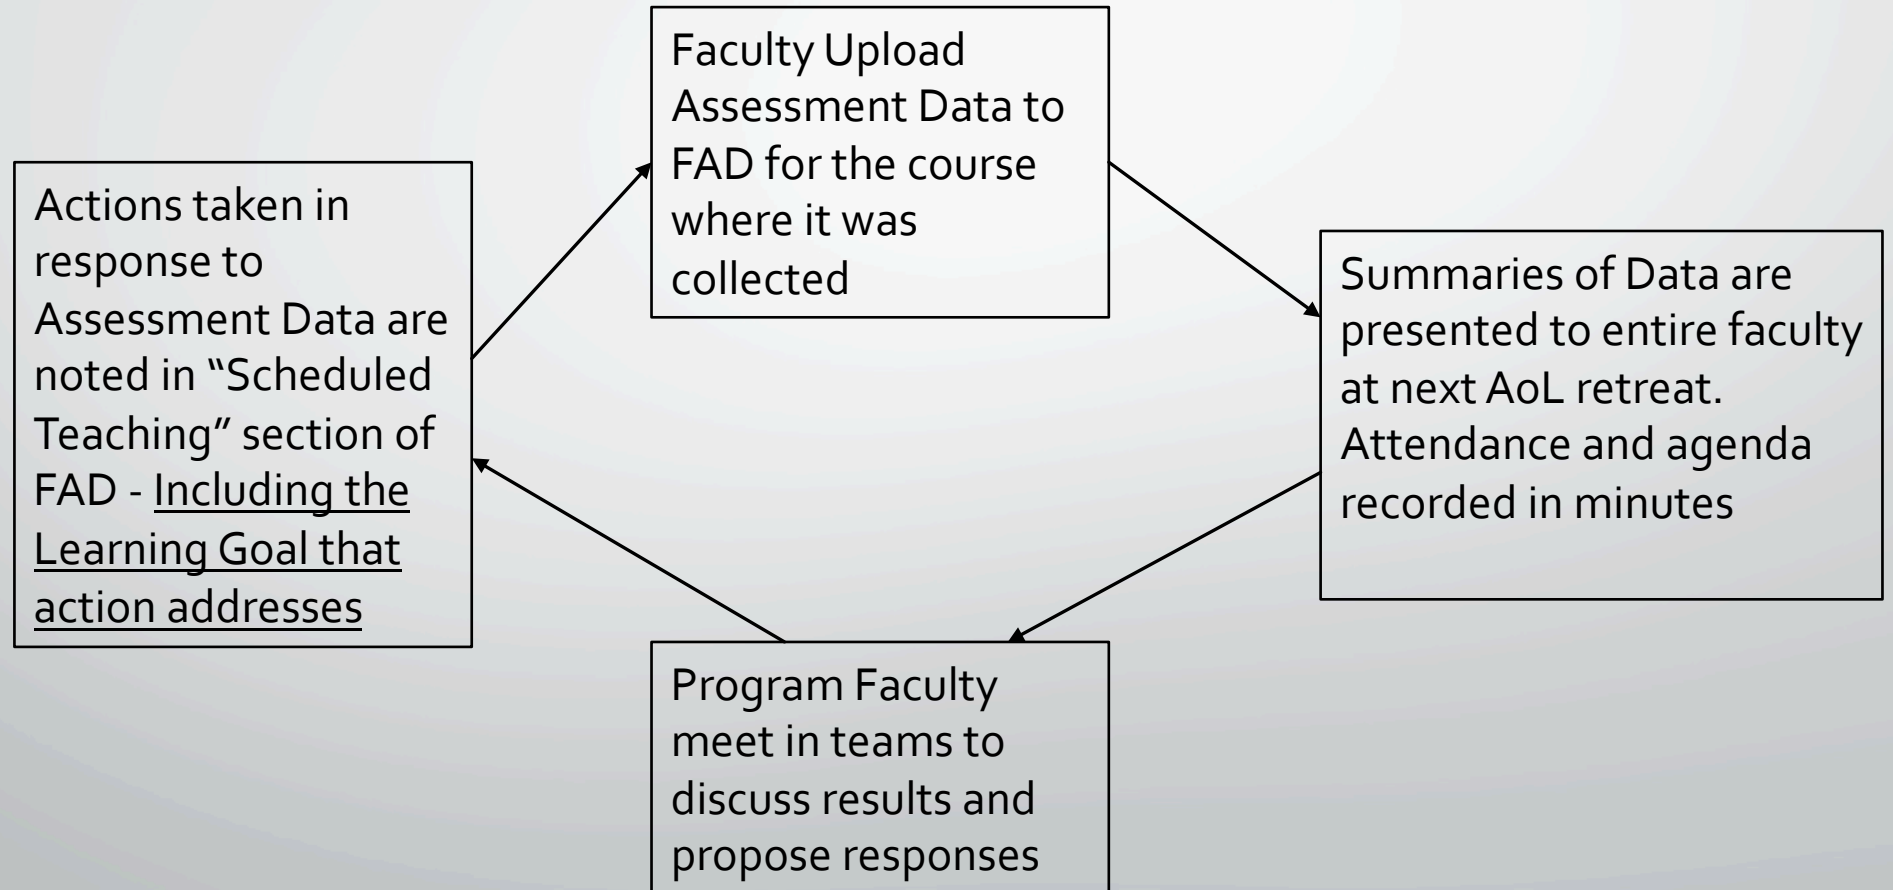 Faculty Upload
Assessment Data to
FAD for the course
where it was
collected
Summaries of Data are
presented to entire faculty
at next AoL retreat.
Attendance and agenda
recorded in minutes
Program Faculty
meet in teams to
discuss results and
propose responses
Actions taken in
response to
Assessment Data are
noted in “Scheduled
Teaching” section of
FAD - Including the
Learning Goal that
action addresses